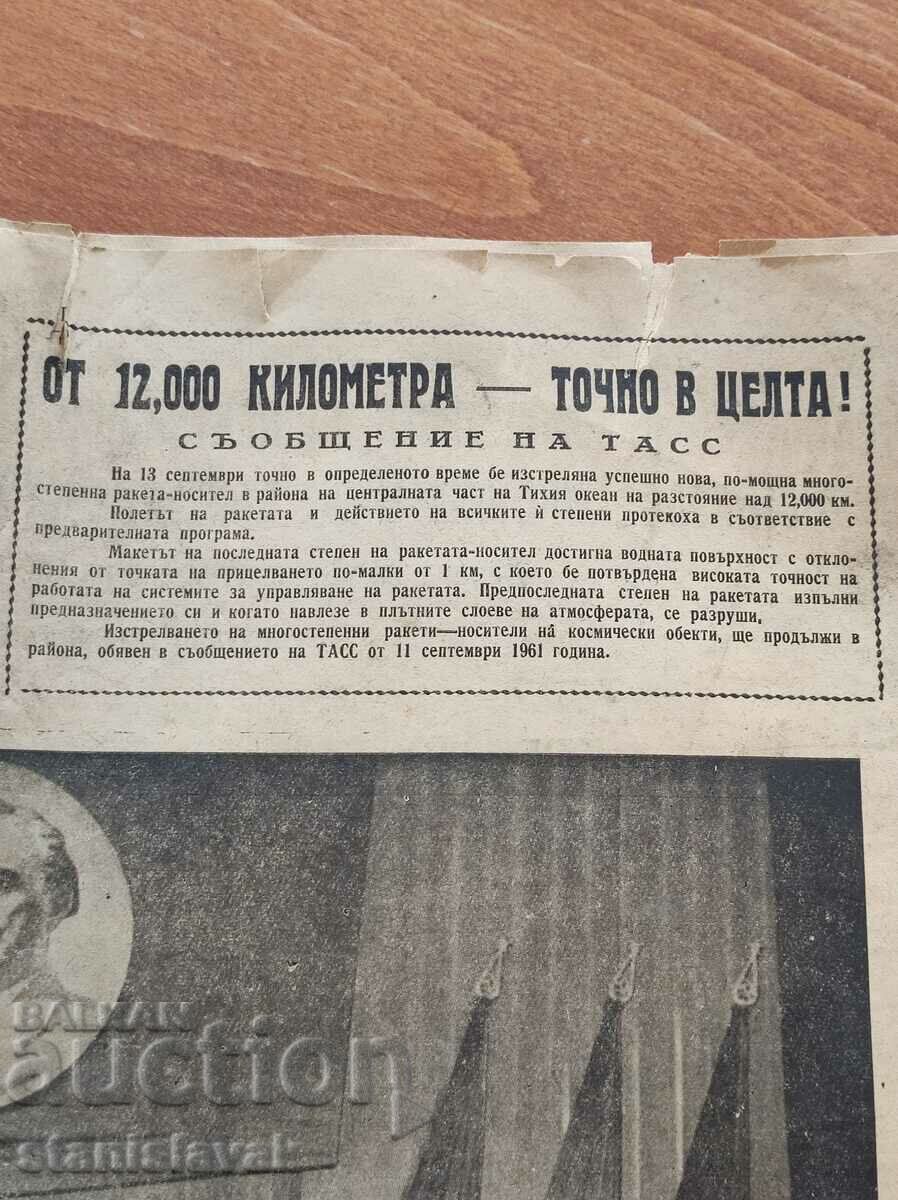 ОТ 12,000 КИЛОМЕТРА — ТОЧНО В ЦЕЛТА!
СЪОБЩЕНИЕ НА ТАСС
На 13 септември точно в определеното време бе изстреляна успешно нова, по-мощна много-
степенна ракета-носител в района на централната част на Тихия океан на разстояние над 12,000 км.
Полетът на ракетата и действието на всичките ѝ степени протекоха в съответствие с
предварителната програма.
Макетът на последната степен на ракетата-носител достигна водната повърхност с откло-
нения от точката на прицелването по-малки от 1 км, с което бе потвърдена високата точност на
работата на системите за управляване на ракетата. Предпоследната степен на ракетата изпълни
предназначението си и когато навлезе в плътните слоеве на атмосферата, се разруши.
Изстрелването на многостепенни ракети—носители на космически обекти, ще продължи в
района, обявен в съобщението на ТАСС от 11 септември 1961 година.
BALKAN
auction
stanislaval